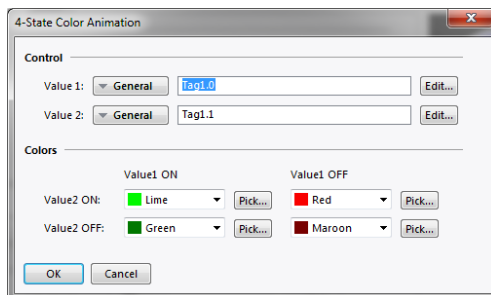 4-State Color Animation
Control
Value 1: General Tag1.0 Edit...
Value 2: General Tag1.1 Edit...
Colors
Value1 ON Value1 OFF
Value2 ON: Lime Pick... Red Pick...
Value2 OFF: Green Pick... Maroon Pick...
OK Cancel